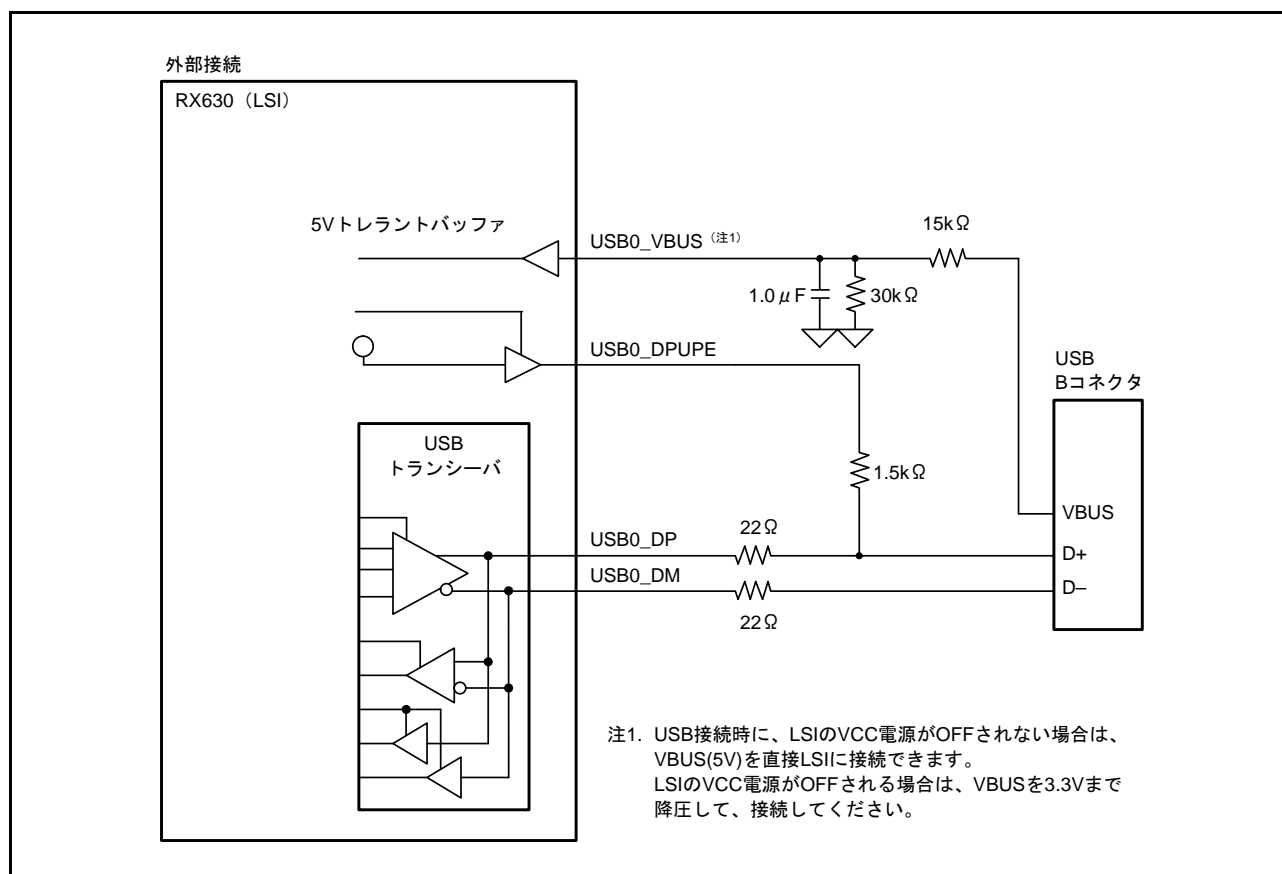 外部接続
RX630（LSI）
5Vトレラントバッファ
USB0_VBUS（注1）
15kΩ
1.0μF
30kΩ
USB0_DPUPE
USB
Bコネクタ
USB
トランシーバ
1.5kΩ
VBUS
USB0_DP
22Ω
D+
USB0_DM
D–
22Ω
注1. USB接続時に、LSIのVCC電源がOFFされない場合は、
VBUS(5V)を直接LSIに接続できます。
LSIのVCC電源がOFFされる場合は、VBUSを3.3Vまで
降圧して、接続してください。